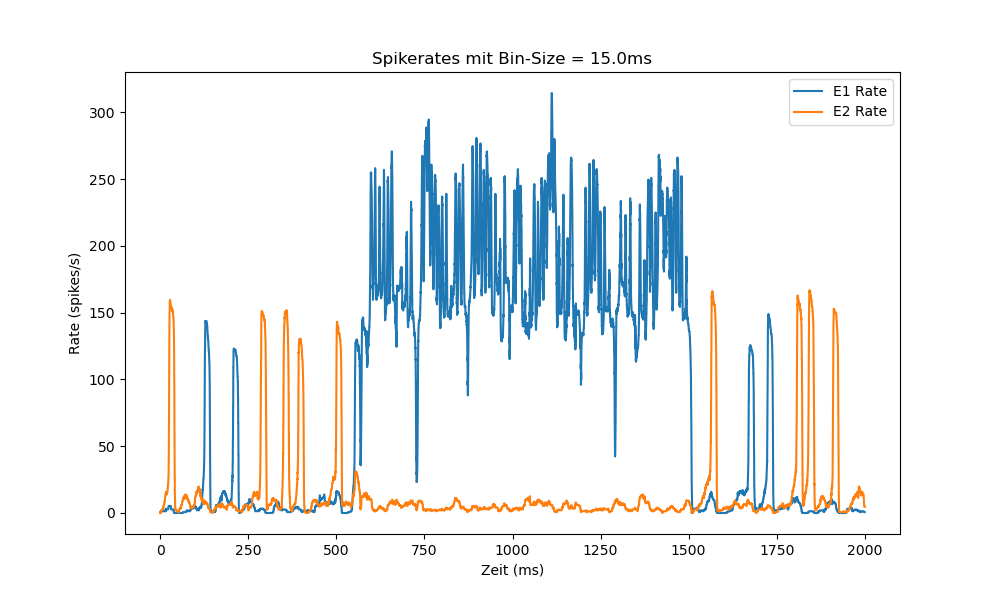 Spikerates mit Bin-Size = 15.0ms
E1 Rate
E2 Rate
Rate (spikes/s)
300
250
200
150
100
50
0
0 250 500 750 1000 1250 1500 1750 2000
Zeit (ms)